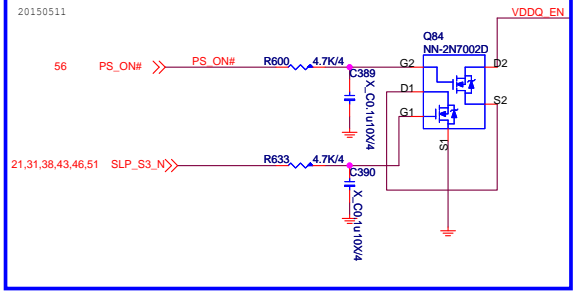 20150511
VDDQ_EN
Q84
NN-2N7002D
56 PS_ON# PS_ON# R600 4.7K/4 G2 D2
C389
X_C0.1u10X/4
D1
G1
S2
S1
21,31,38,43,46,51 SLP_S3_N R633 4.7K/4
C390
X_C0.1u10X/4